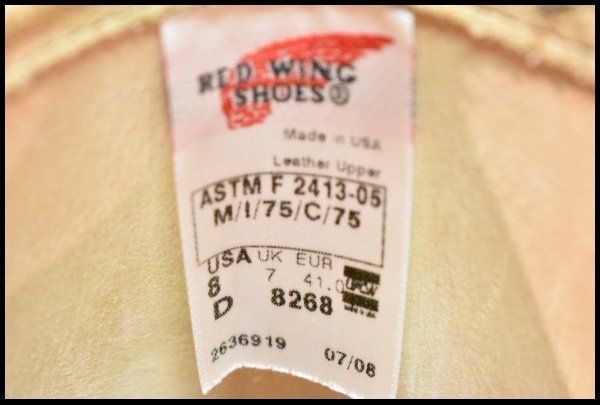 RED WING
SHOES®
Made in USA
Leather Upper
ASTM F 2413-05
M/I/75/C/75
USA UK EUR
8 7 41.0
D 8268
2636919 07/08